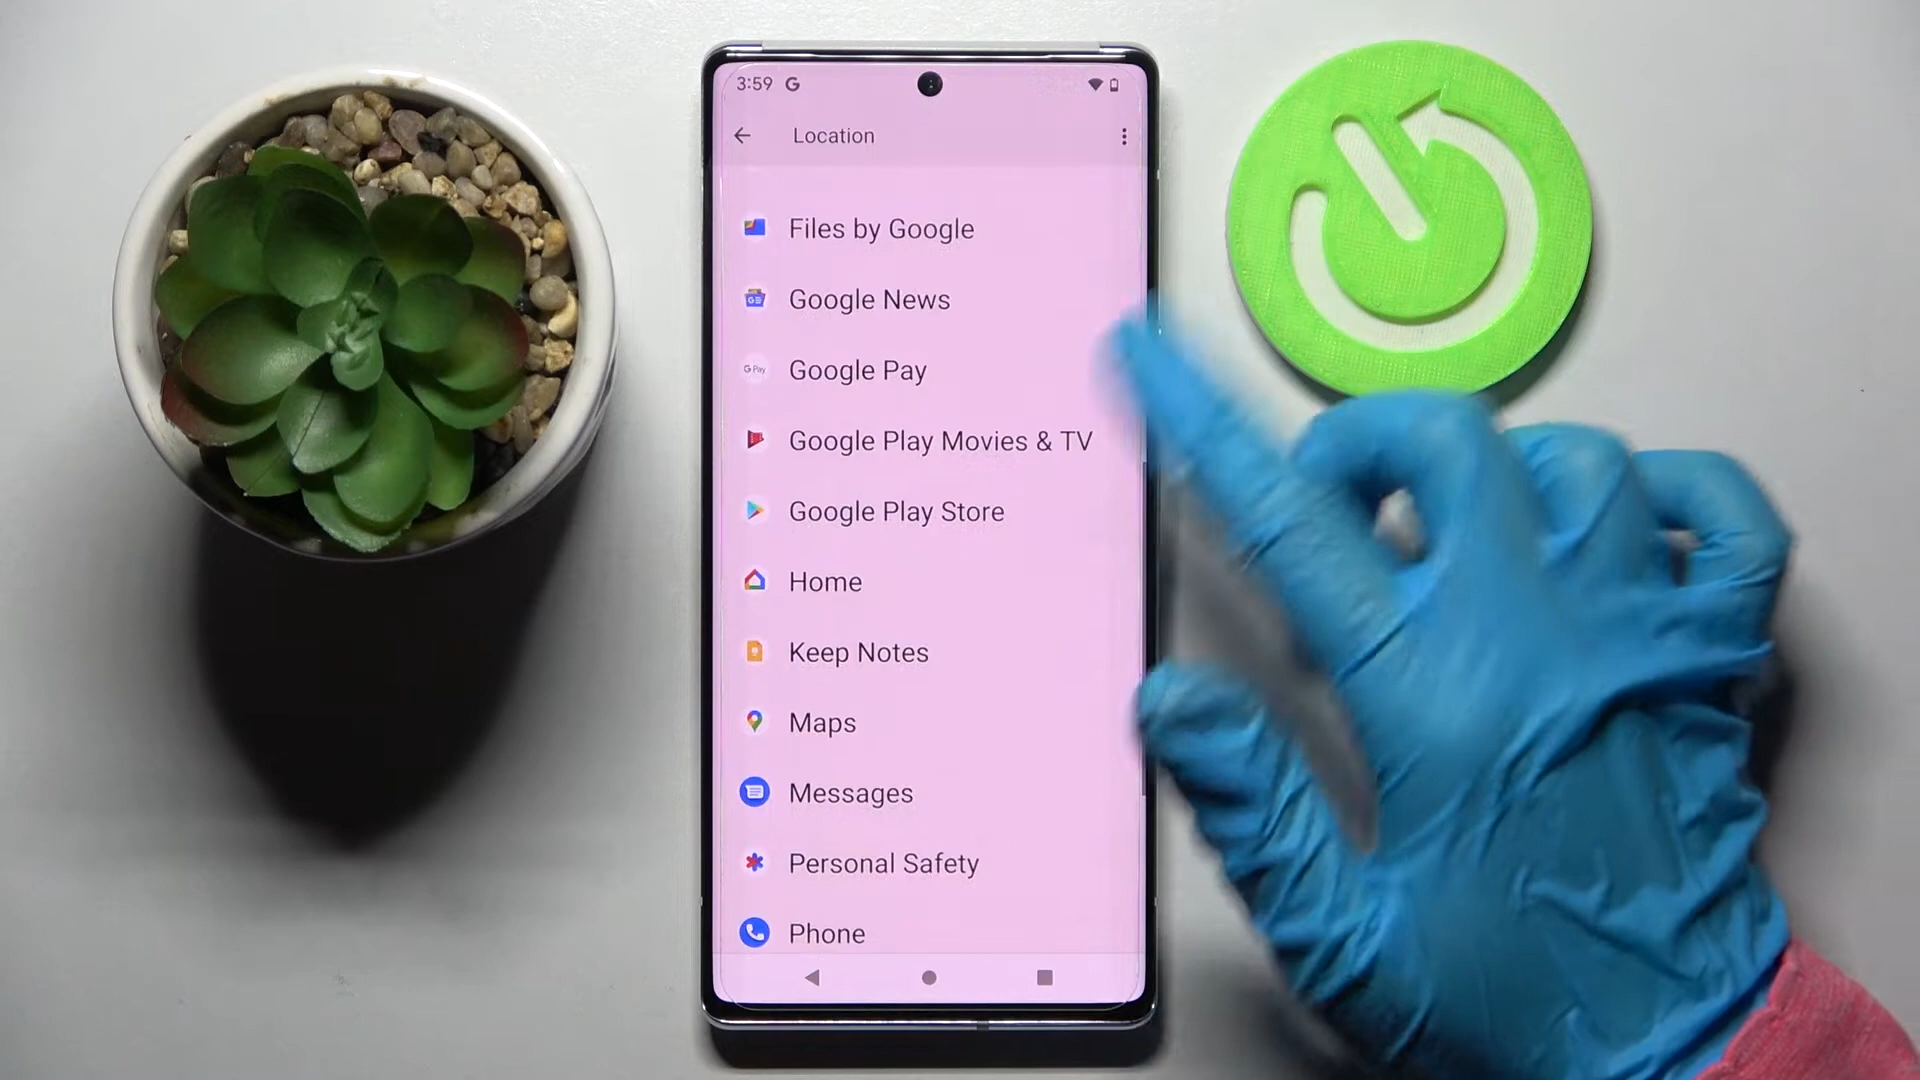 3:59 G
Location
Files by Google
Google News
G Pay Google Pay
Google Play Movies & TV
Google Play Store
Home
Keep Notes
Maps
Messages
Personal Safety
Phone